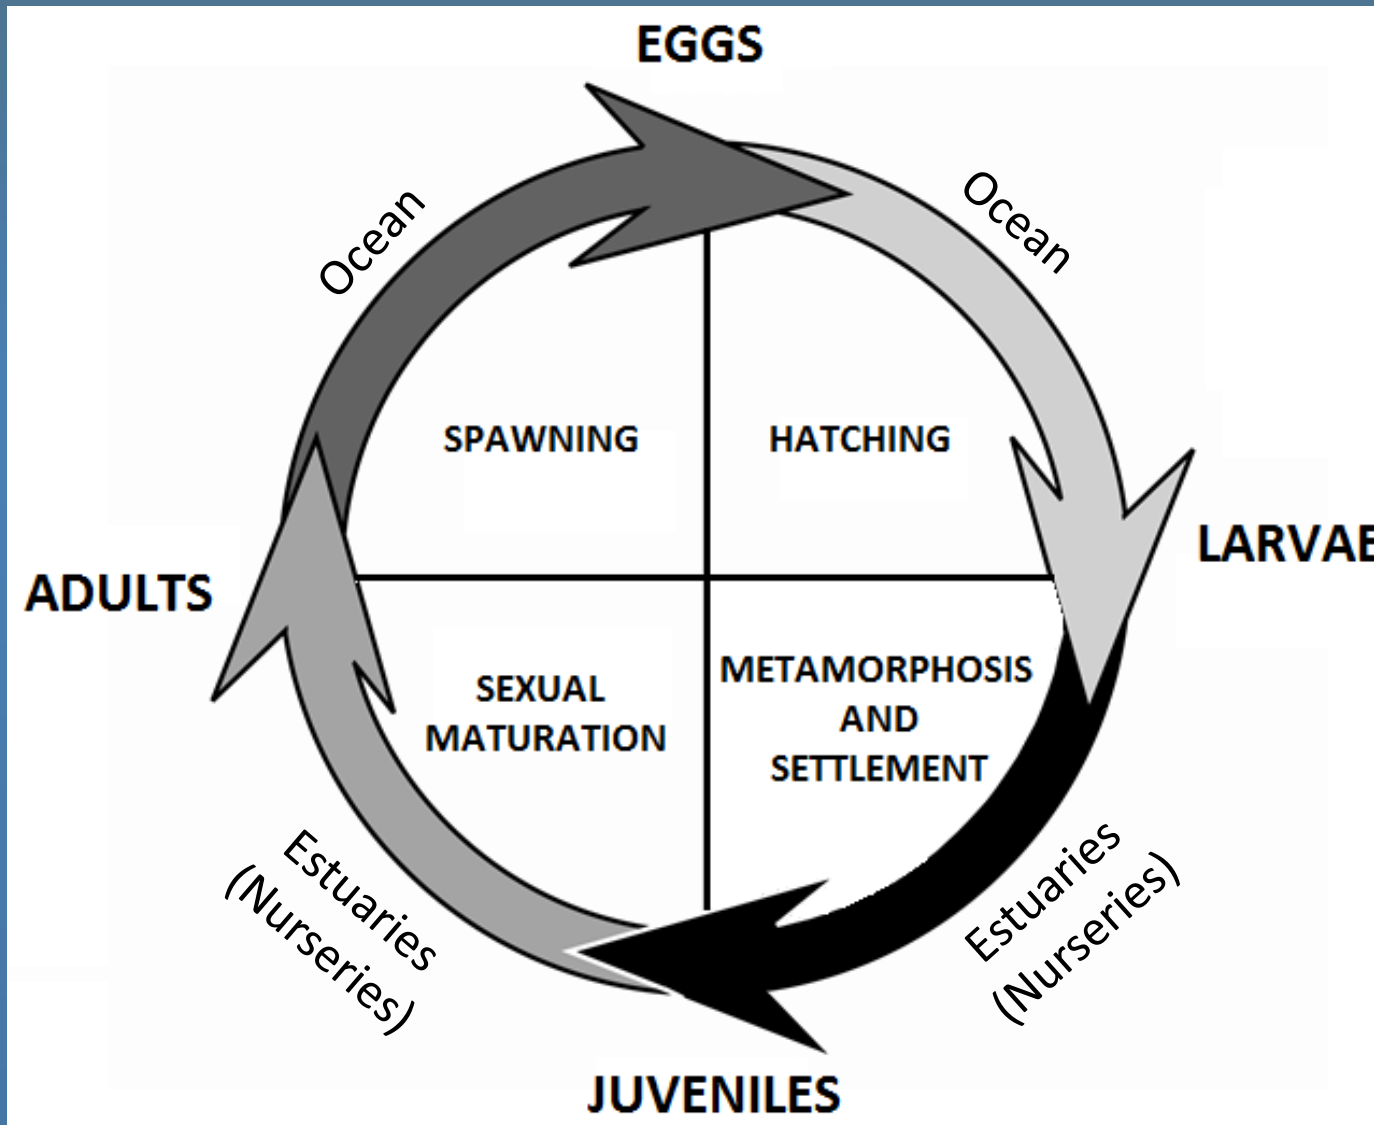 EGGS
Ocean
Ocean
SPAWNING
HATCHING
ADULTS
LARVAE
SEXUAL
MATURATION
METAMORPHOSIS
AND
SETTLEMENT
Estuaries
(Nurseries)
Estuaries
(Nurseries)
JUVENILES